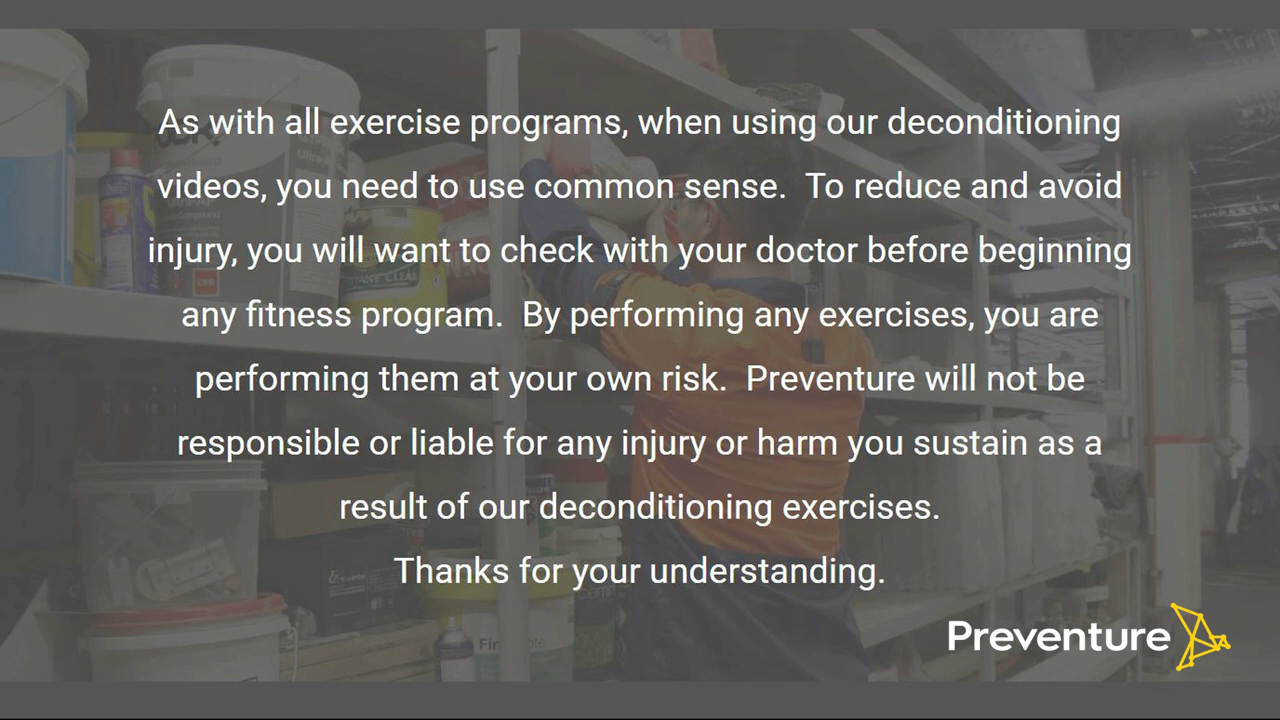 As with all exercise programs, when using our deconditioning
videos, you need to use common sense.  To reduce and avoid
injury, you will want to check with your doctor before beginning
any fitness program.  By performing any exercises, you are
performing them at your own risk.  Preventure will not be
responsible or liable for any injury or harm you sustain as a
result of our deconditioning exercises.
Thanks for your understanding.
Preventure